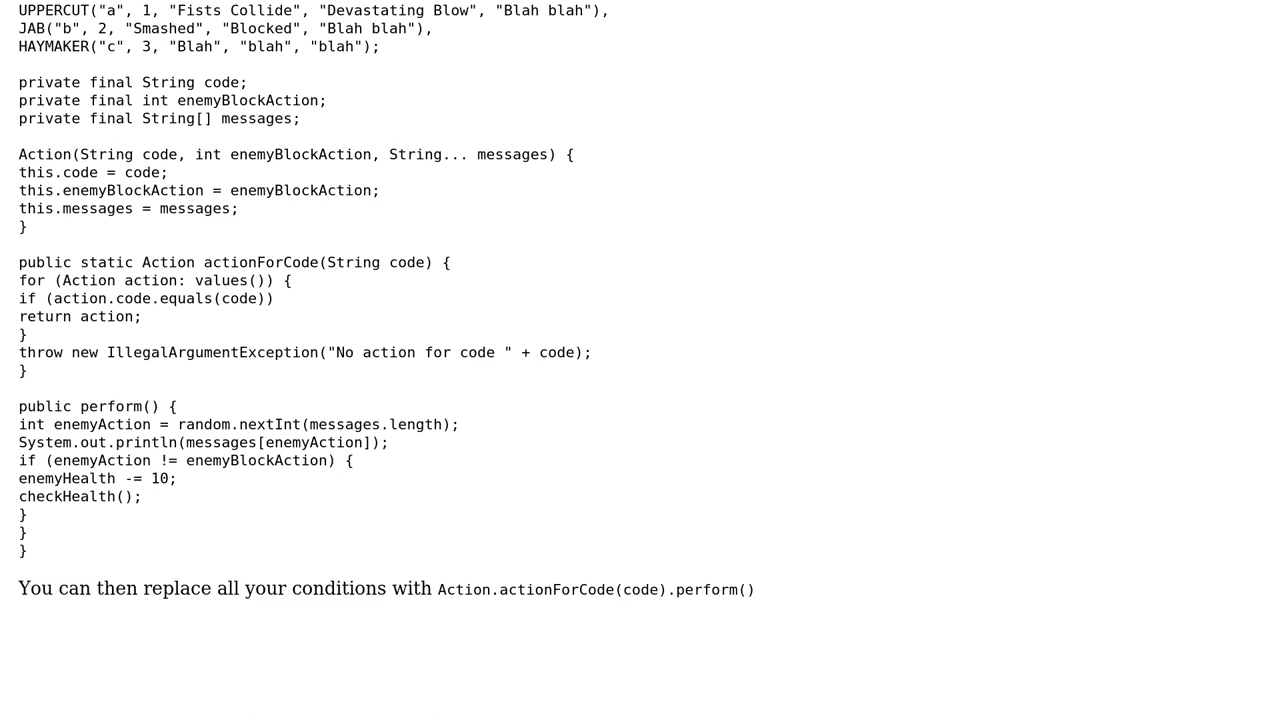 UPPERCUT("a", 1, "Fists Collide", "Devastating Blow", "Blah blah"),
JAB("b", 2, "Smashed", "Blocked", "Blah blah"),
HAYMAKER("c", 3, "Blah", "blah", "blah");
private final String code;
private final int enemyBlockAction;
private final String[] messages;
Action(String code, int enemyBlockAction, String... messages) {
this.code = code;
this.enemyBlockAction = enemyBlockAction;
this.messages = messages;
}
public static Action actionForCode(String code) {
for (Action action: values()) {
if (action.code.equals(code))
return action;
}
throw new IllegalArgumentException("No action for code " + code);
}
public perform() {
int enemyAction = random.nextInt(messages.length);
System.out.println(messages[enemyAction]);
if (enemyAction != enemyBlockAction) {
enemyHealth -= 10;
checkHealth();
}
}
}
You can then replace all your conditions with Action.actionForCode(code).perform()